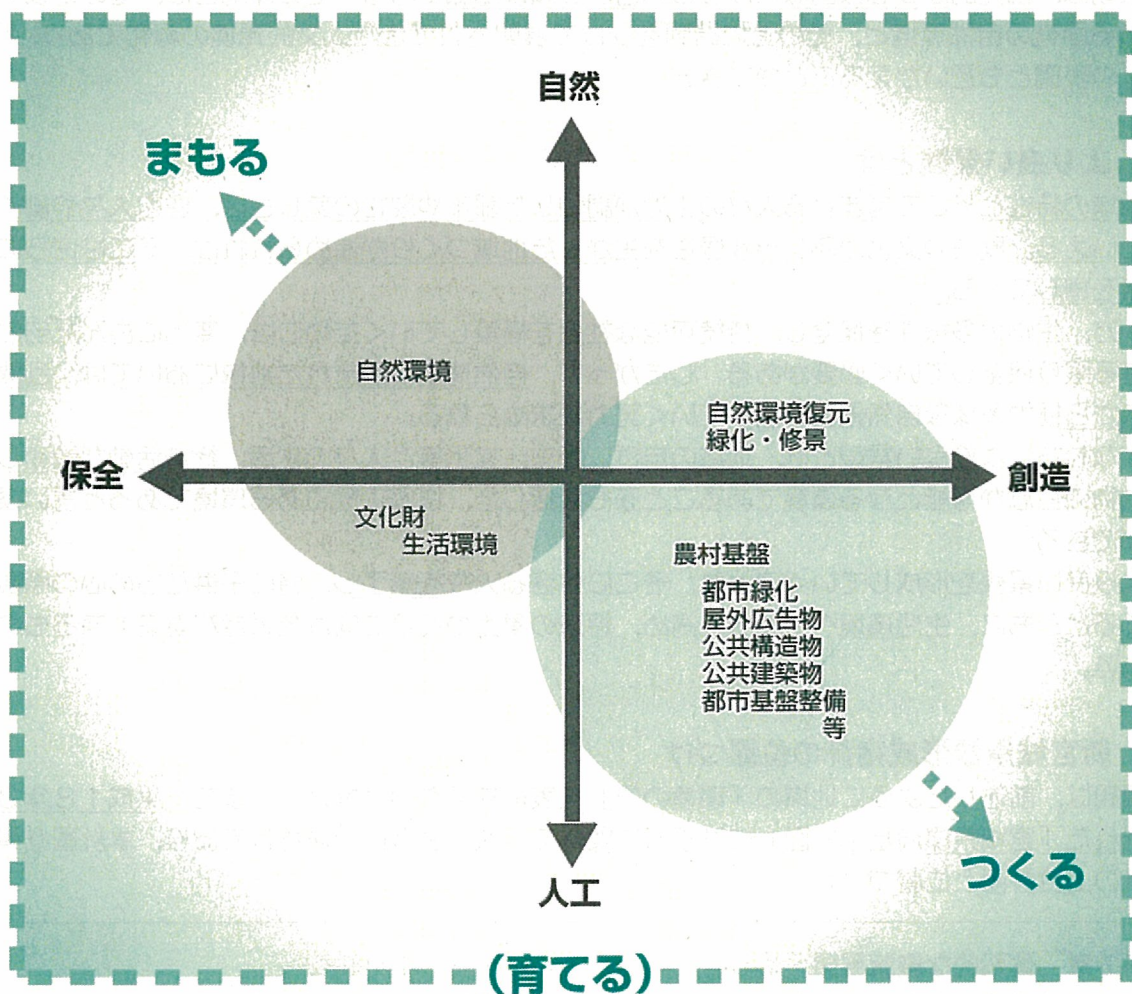 自然
まもる
自然環境
自然環境復元
緑化・修景
保全
創造
文化財
生活環境
農村基盤
都市緑化
屋外広告物
公共構造物
公共建築物
都市基盤整備
等
つくる
人工
(育てる)